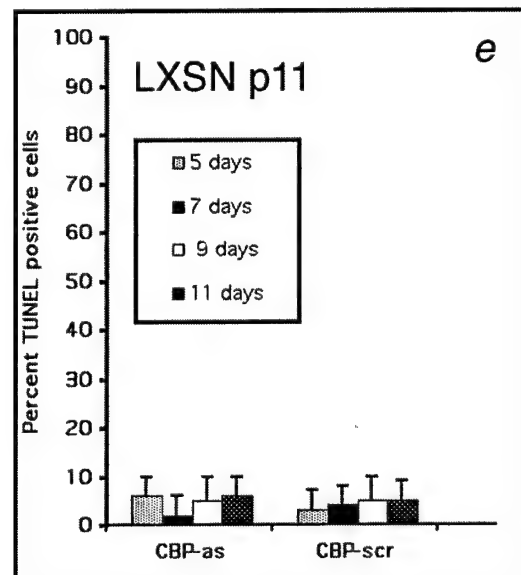 e
LXSN p11
Percent TUNEL positive cells
100
90
80
70
60
50
40
30
20
10
0
5 days
7 days
9 days
11 days
CBP-as
CBP-scr